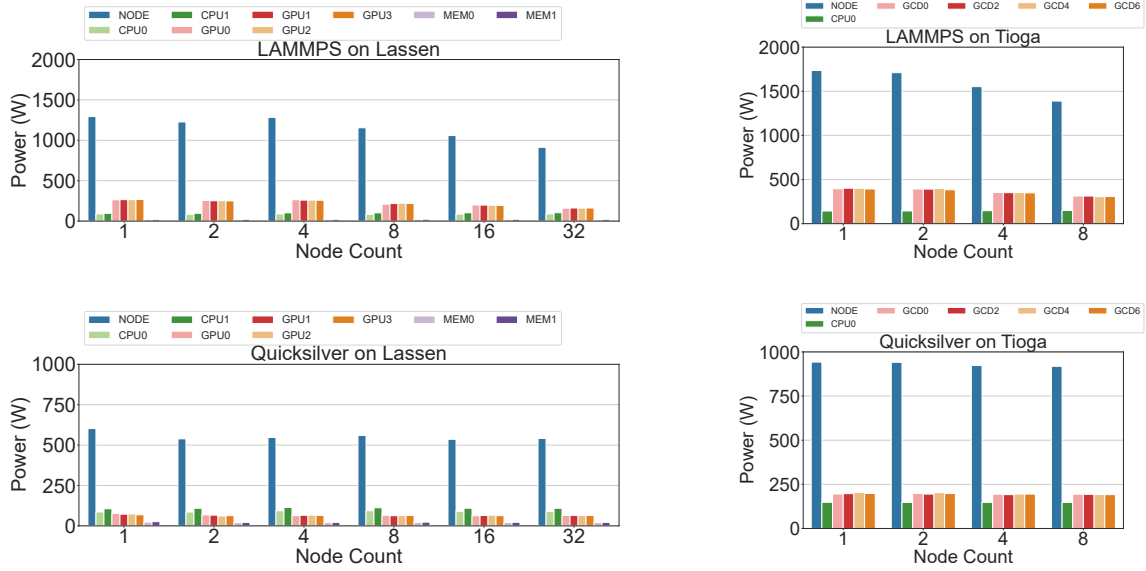 NODE CPU1 GPU1 GPU3 MEM0 MEM1
CPU0 GPU0 GPU2
LAMMPS on Lassen
2000
1500
1000
500
0
Power (W)
1 2 4 8 16 32
Node Count
NODE GCD0 GCD2 GCD4 GCD6
CPU0
LAMMPS on Tioga
2000
1500
1000
500
0
Power (W)
1 2 4 8
Node Count
NODE CPU1 GPU1 GPU3 MEM0 MEM1
CPU0 GPU0 GPU2
Quicksilver on Lassen
1000
750
500
250
0
Power (W)
1 2 4 8 16 32
Node Count
NODE GCD0 GCD2 GCD4 GCD6
CPU0
Quicksilver on Tioga
1000
750
500
250
0
Power (W)
1 2 4 8
Node Count